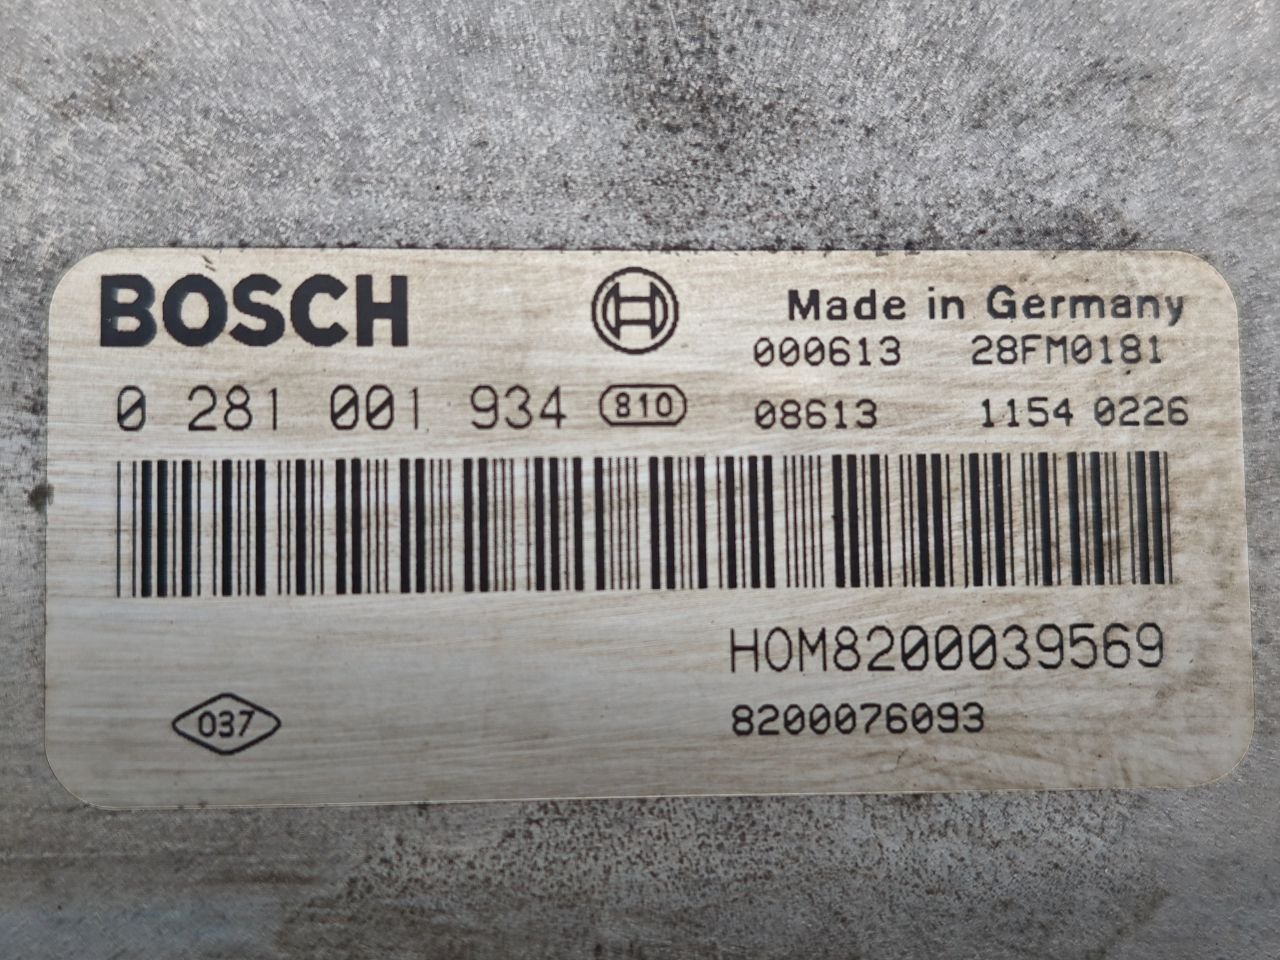 BOSCH
Made in Germany
000613 28FM0181
0 281 001 934 810
08613 1154 0226
HOM8200039569
037
8200076093